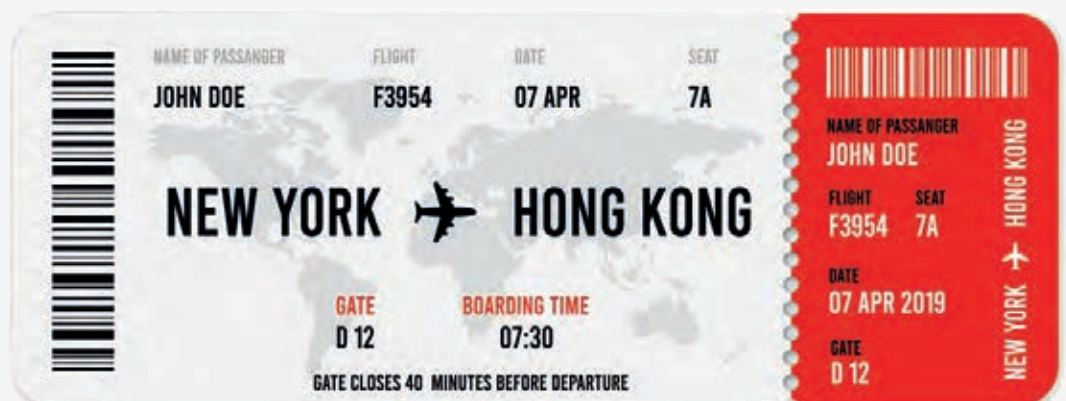 NAME OF PASSANGER FLIGHT DATE SEAT
JOHN DOE F3954 07 APR 7A
NEW YORK HONG KONG
GATE BOARDING TIME
D 12 07:30
GATE CLOSES 40 MINUTES BEFORE DEPARTURE
NAME OF PASSANGER
JOHN DOE
FLIGHT SEAT
F3954 7A
DATE
07 APR 2019
GATE
D 12
NEW YORK HONG KONG